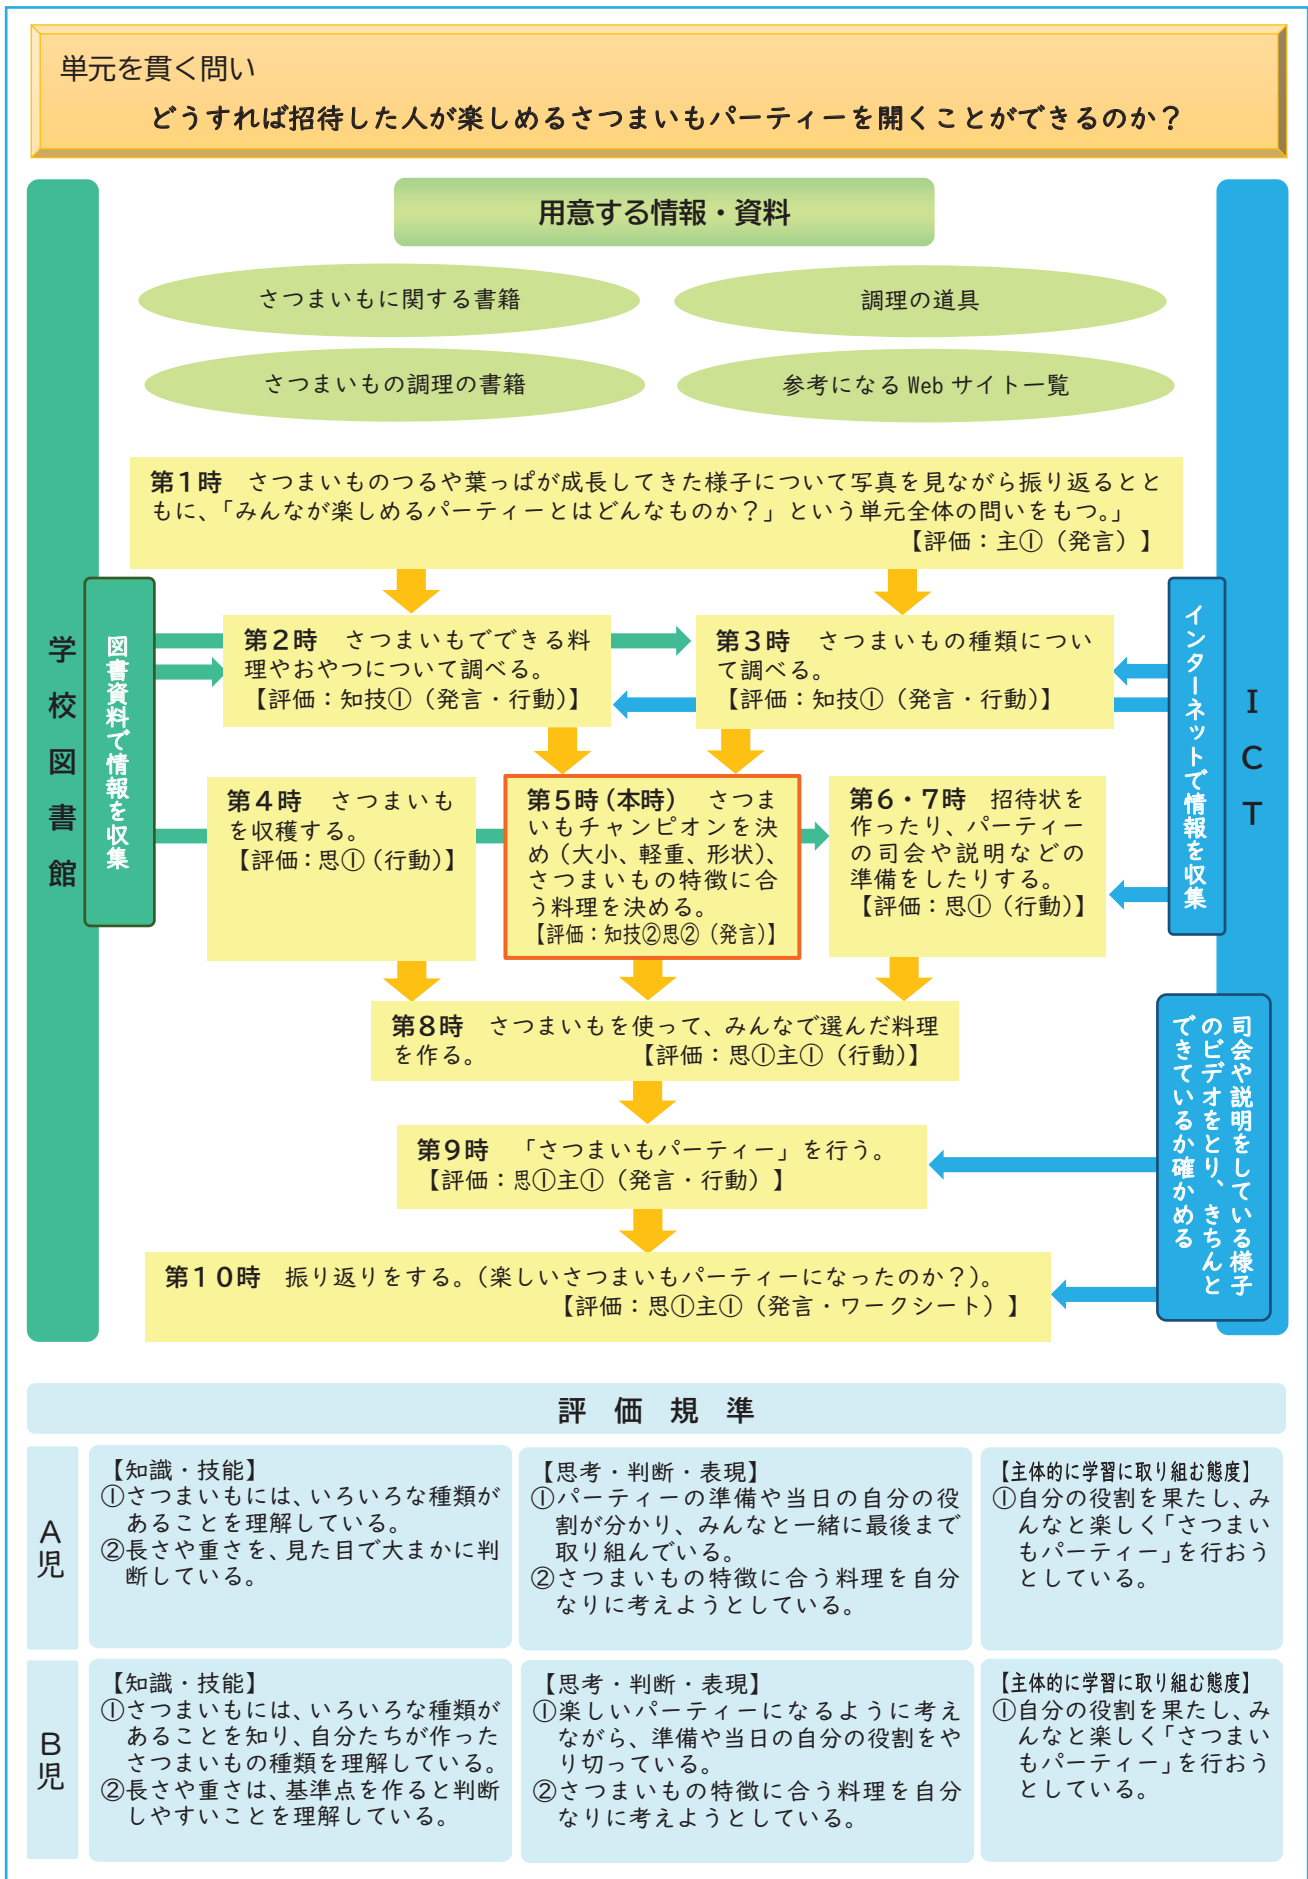 単元を貫く問い
どうすれば招待した人が楽しめるさつまいもパーティーを開くことができるのか？
用意する情報・資料
さつまいもに関する書籍
調理の道具
さつまいもの調理の書籍
参考になる Web サイト一覧
学校図書館
図書資料で情報を収集
ＩＣＴ
インターネットで情報を収集
司会や説明をしている様子
のビデオをとり、きちんと
できているか確かめる
第１時　さつまいものつるや葉っぱが成長してきた様子について写真を見ながら振り返るとと
もに、「みんなが楽しめるパーティーとはどんなものか？」という単元全体の問いをもつ。」
【評価：主①（発言）】
第２時　さつまいもでできる料
理やおやつについて調べる。
【評価：知技①（発言・行動）】
第３時　さつまいもの種類につい
て調べる。
【評価：知技①（発言・行動）】
第４時　さつまいも
を収穫する。
【評価：思①（行動）】
第５時（本時）　さつま
いもチャンピオンを決
め（大小、軽重、形状）、
さつまいもの特徴に合
う料理を決める。
【評価：知技②思②（発言）】
第６・７時　招待状を
作ったり、パーティー
の司会や説明などの
準備をしたりする。
【評価：思①（行動）】
第８時　さつまいもを使って、みんなで選んだ料理
を作る。　【評価：思①主①（行動）】
第９時　「さつまいもパーティー」を行う。
【評価：思①主①（発言・行動）】
第１０時　振り返りをする。（楽しいさつまいもパーティーになったのか？）。
【評価：思①主①（発言・ワークシート）】
評　価　規　準
Ａ児
【知識・技能】
①さつまいもには、いろいろな種類が
あることを理解している。
②長さや重さを、見た目で大まかに判
断している。
【思考・判断・表現】
①パーティーの準備や当日の自分の役
割が分かり、みんなと一緒に最後まで
取り組んでいる。
②さつまいもの特徴に合う料理を自分
なりに考えようとしている。
【主体的に学習に取り組む態度】
①自分の役割を果たし、み
んなと楽しく「さつまい
もパーティー」を行おう
としている。
Ｂ児
【知識・技能】
①さつまいもには、いろいろな種類が
あることを知り、自分たちが作った
さつまいもの種類を理解している。
②長さや重さは、基準点を作ると判断
しやすいことを理解している。
【思考・判断・表現】
①楽しいパーティーになるように考え
ながら、準備や当日の自分の役割をや
り切っている。
②さつまいもの特徴に合う料理を自分
なりに考えようとしている。
【主体的に学習に取り組む態度】
①自分の役割を果たし、み
んなと楽しく「さつまい
もパーティー」を行おう
としている。